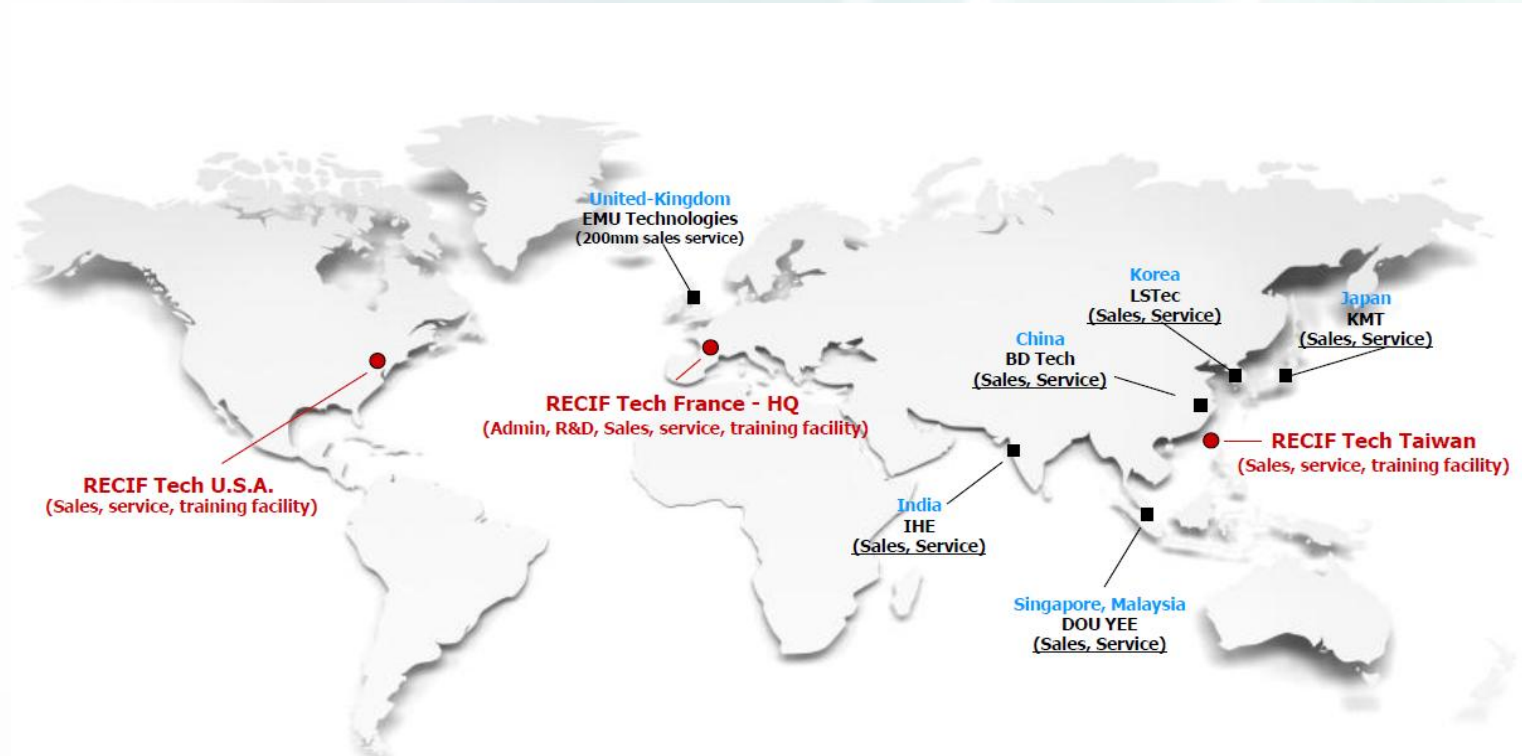 United-Kingdom
EMU Technologies
(200mm sales service)
Korea
LSTec
(Sales, Service)
Japan
KMT
(Sales, Service)
China
BD Tech
(Sales, Service)
RECIF Tech France - HQ
(Admin, R&D, Sales, service, training facility)
RECIF Tech Taiwan
(Sales, service, training facility)
RECIF Tech U.S.A.
(Sales, service, training facility)
India
IHE
(Sales, Service)
Singapore, Malaysia
DOU YEE
(Sales, Service)